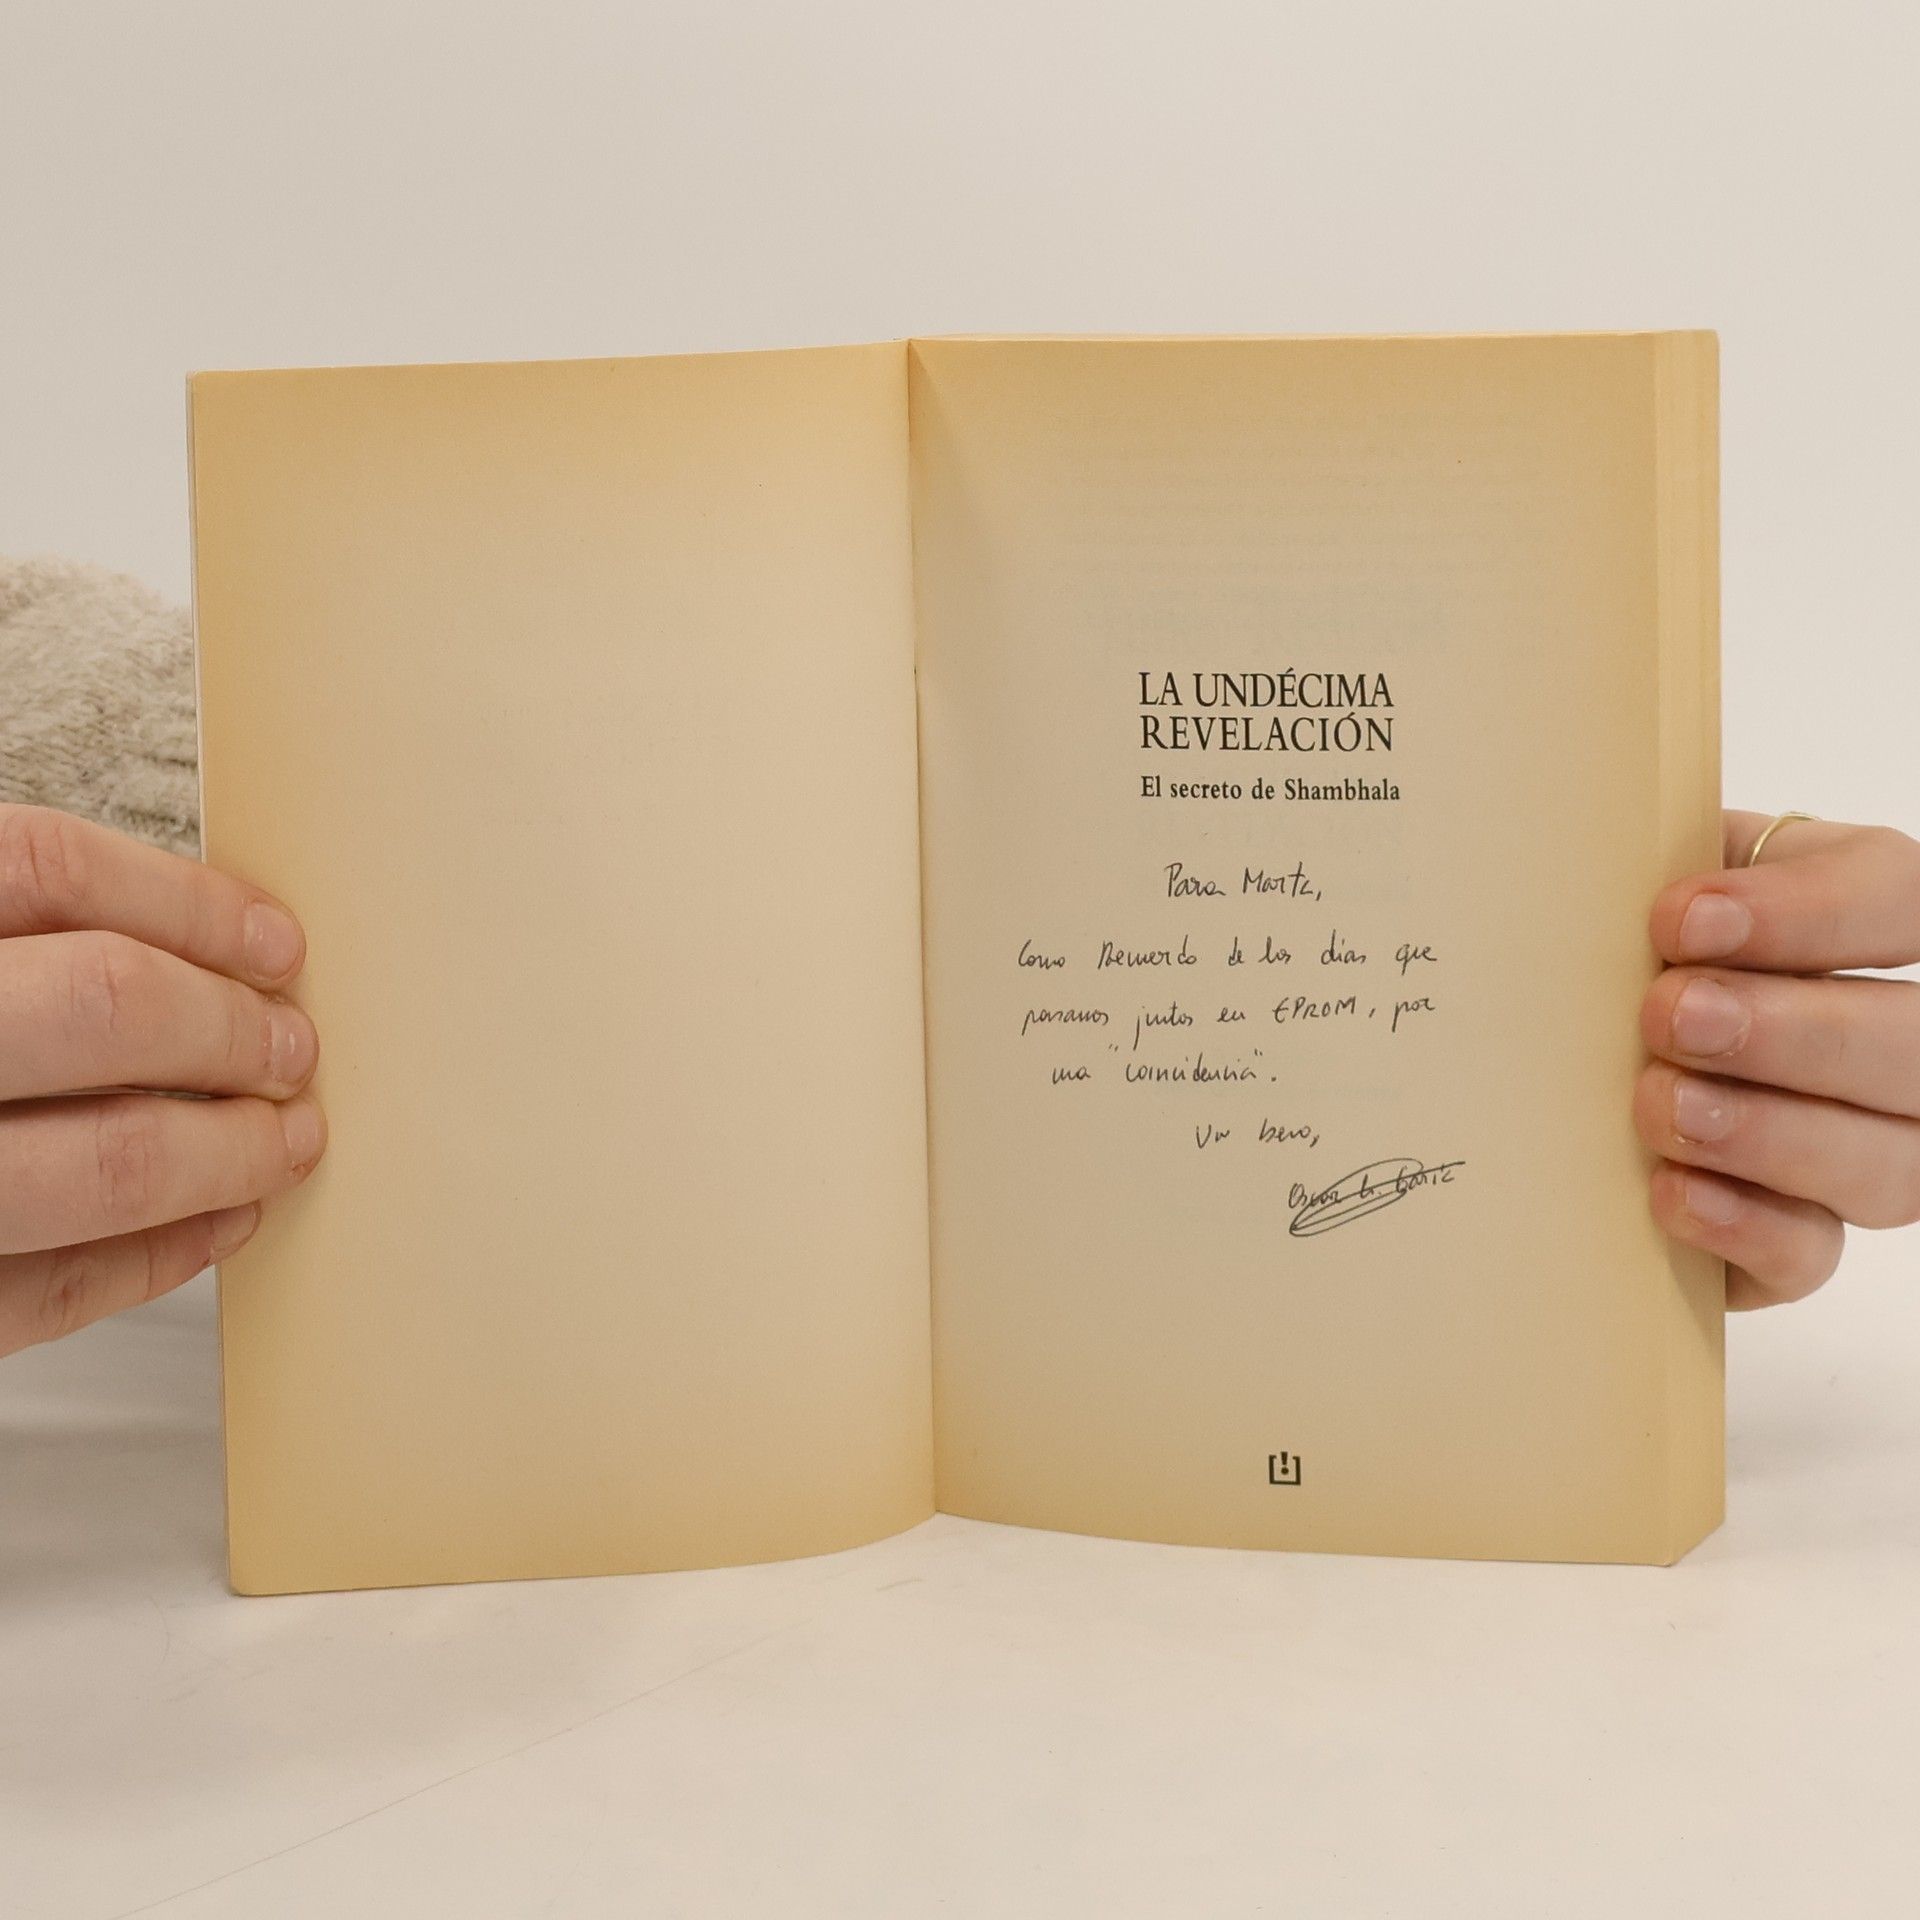 LA UNDÉCIMA
REVELACIÓN
El secreto de Shambhala
Para Marta,
Como Recuerdo de los días que
pasamos juntos en EPROM, por
una "coincidencia".
Un beso,
Oscar G.